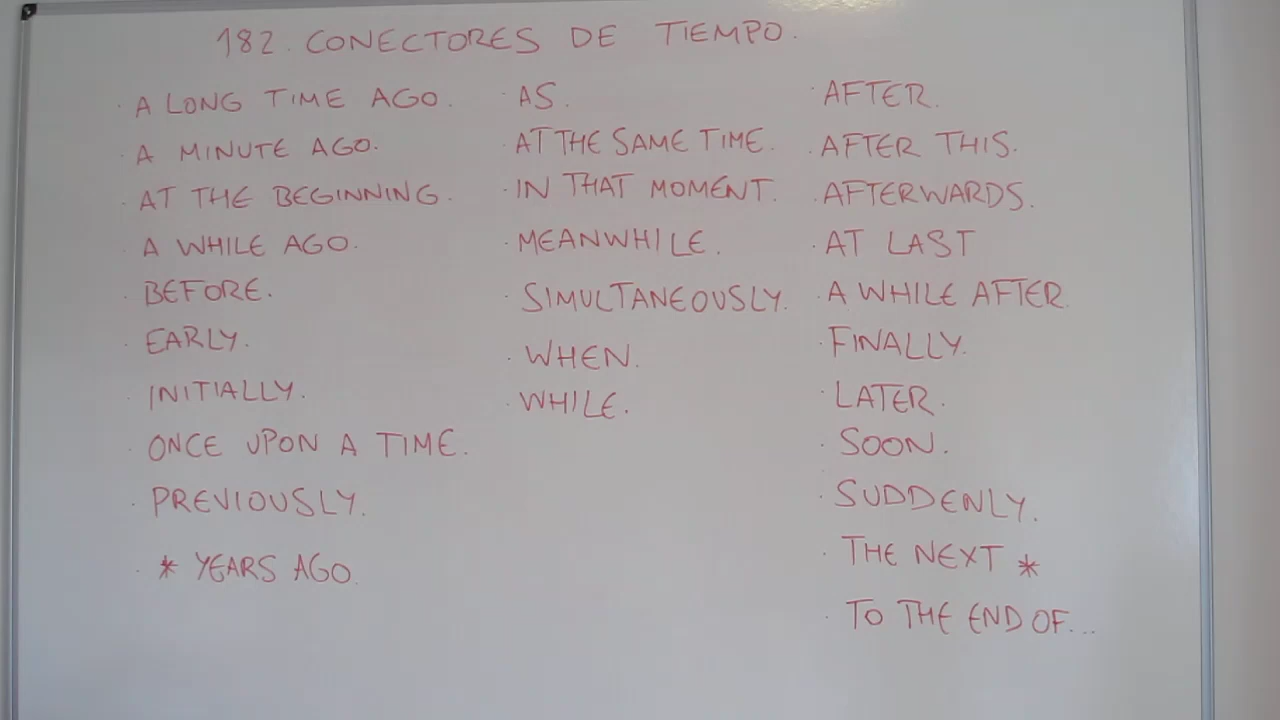 182. CONECTORES DE TIEMPO.
· A LONG TIME AGO.
· A MINUTE AGO.
· AT THE BEGINNING.
· A WHILE AGO.
· BEFORE.
· EARLY.
· INITIALLY.
· ONCE UPON A TIME.
· PREVIOUSLY.
· * YEARS AGO.
· AS.
· AT THE SAME TIME.
· IN THAT MOMENT.
· MEANWHILE.
· SIMULTANEOUSLY.
· WHEN.
· WHILE.
· AFTER.
· AFTER THIS.
· AFTERWARDS.
· AT LAST
· A WHILE AFTER.
· FINALLY.
· LATER.
· SOON.
· SUDDENLY.
· THE NEXT *
· TO THE END OF...